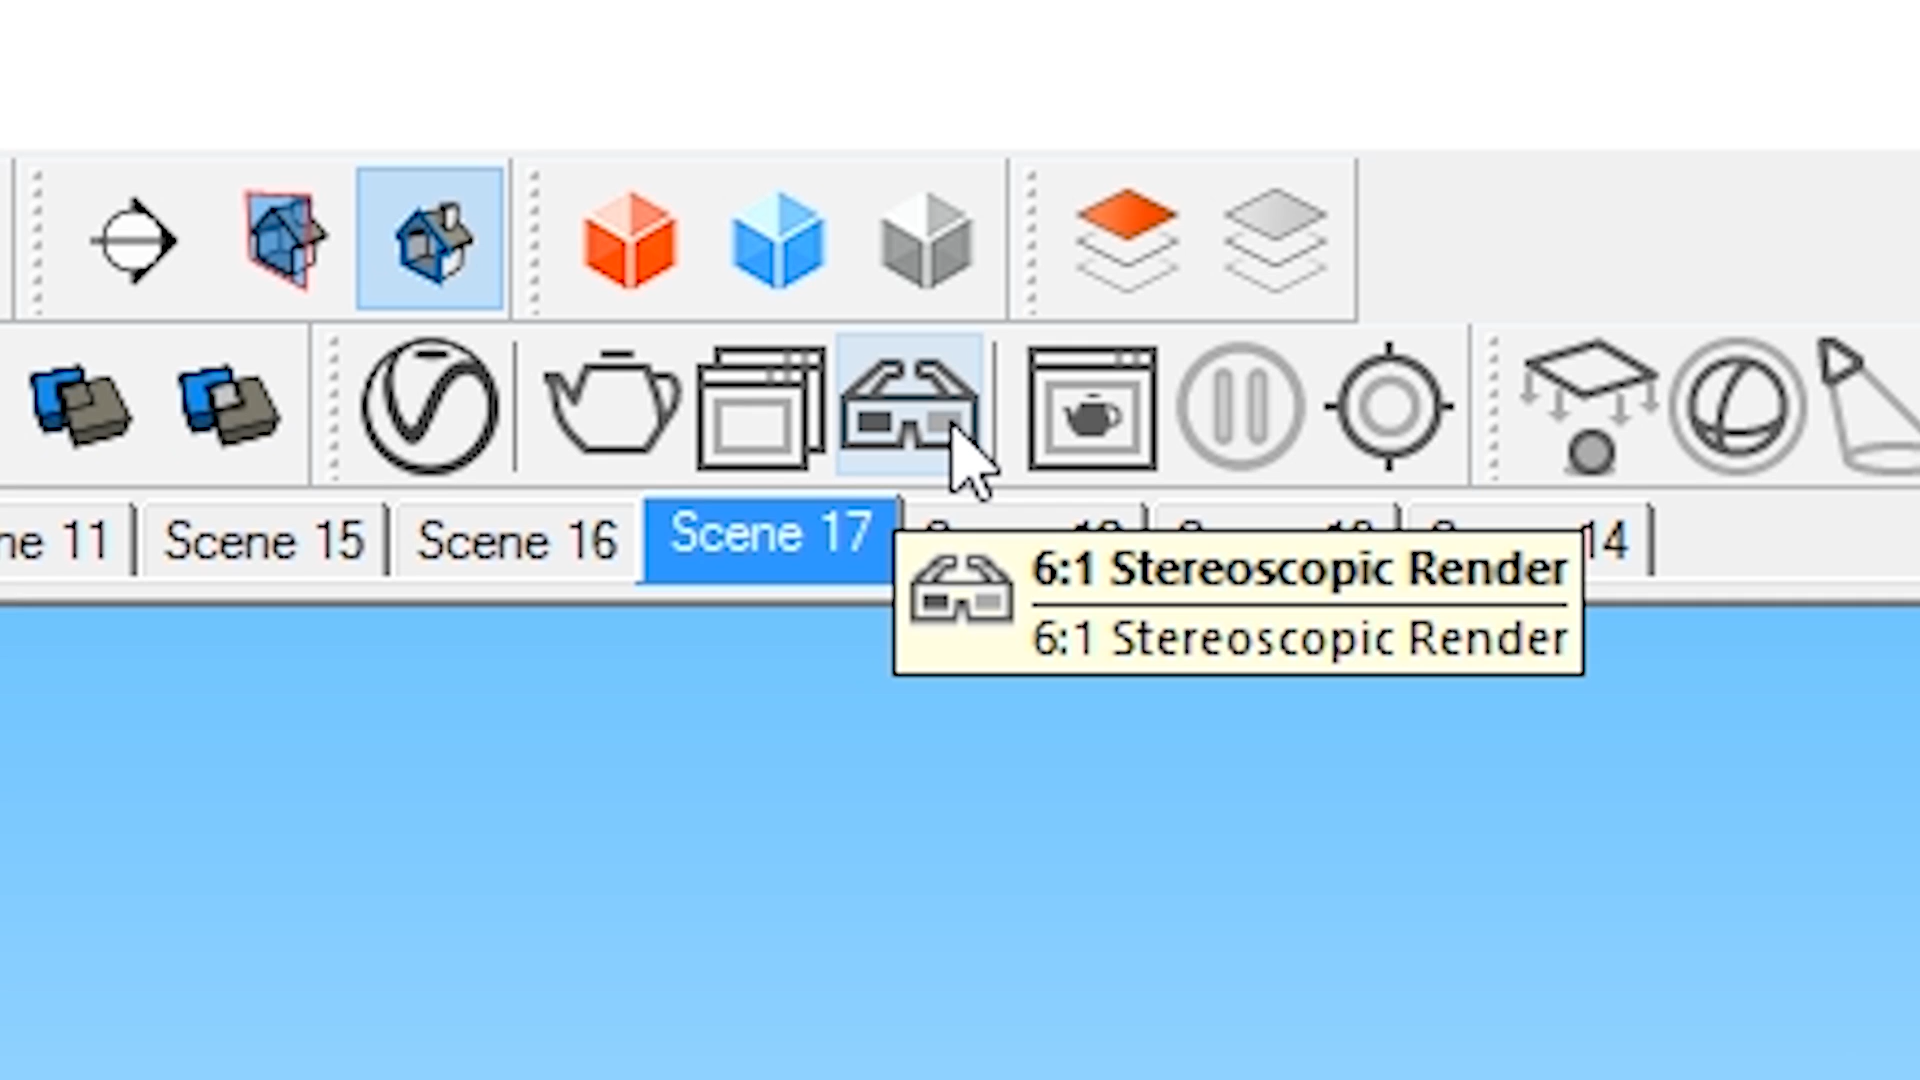 ne 11
Scene 15
Scene 16
Scene 17
14
6:1 Stereoscopic Render
6:1 Stereoscopic Render